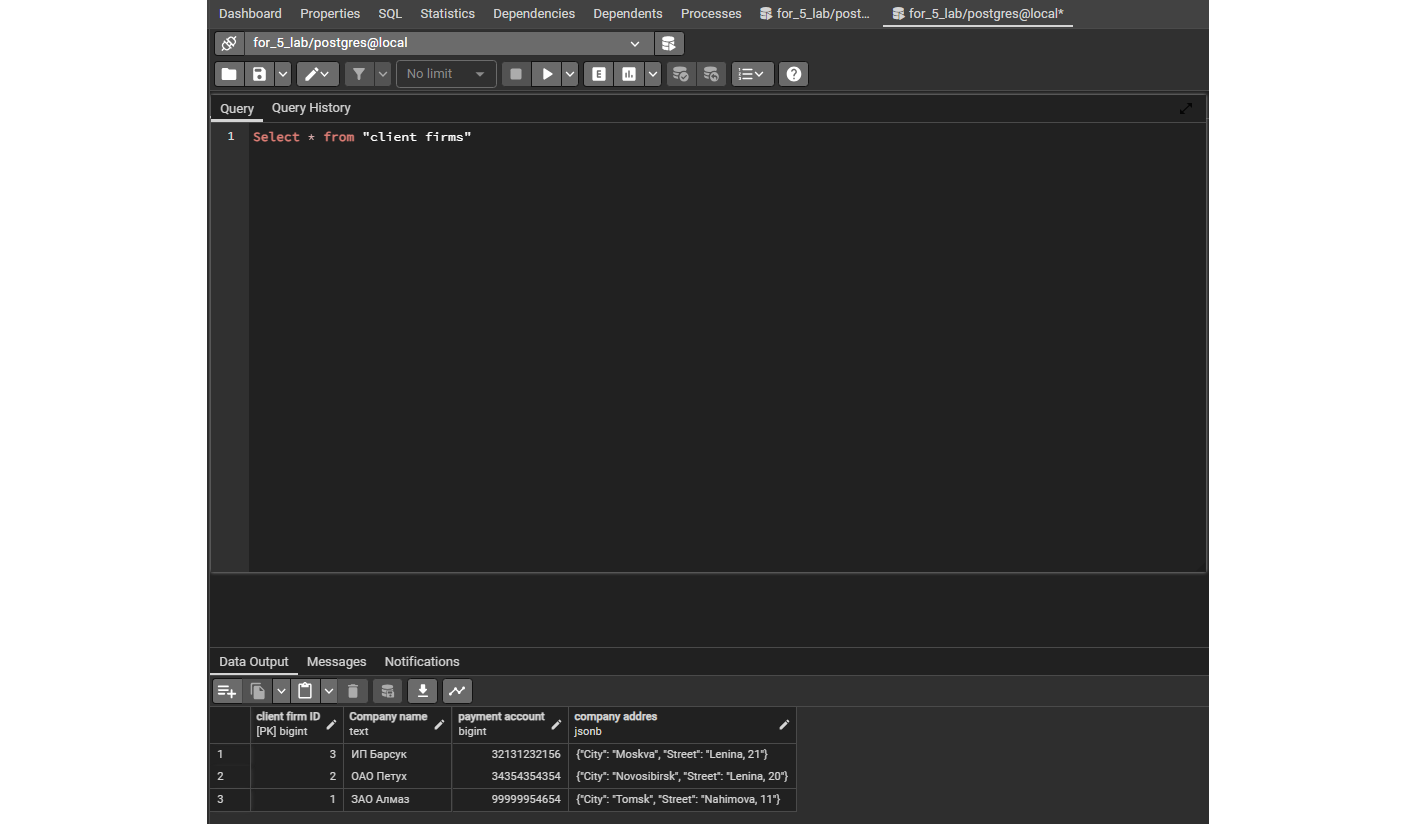 Dashboard Properties SQL Statistics Dependencies Dependents Processes for_5_lab/post... for_5_lab/postgres@local*
for_5_lab/postgres@local
No limit E
Query Query History
1 Select * from "client firms"
Data Output Messages Notifications
client firm ID Company name payment account company addres
[PK] bigint text bigint jsonb
1 3 ИП Барсук 32131232156 {"City": "Moskva", "Street": "Lenina, 21"}
2 2 ОАО Петух 34354354354 {"City": "Novosibirsk", "Street": "Lenina, 20"}
3 1 ЗАО Алмаз 99999954654 {"City": "Tomsk", "Street": "Nahimova, 11"}